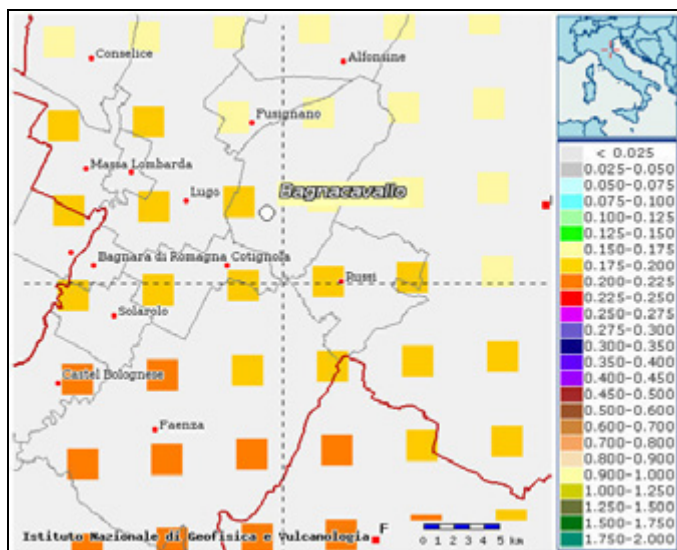 Conselice
Alfonsine
Fusignano
Massa Lombarda
Lugo
Bagnacavallo
Bagnara di Romagna
Cotignola
Russi
Solarolo
Castel Bolognese
Faenza
F
Istituto Nazionale di Geofisica e Vulcanologia
0 1 2 3 4 5 km
< 0.025
0.025-0.050
0.050-0.075
0.075-0.100
0.100-0.125
0.125-0.150
0.150-0.175
0.175-0.200
0.200-0.225
0.225-0.250
0.250-0.275
0.275-0.300
0.300-0.350
0.350-0.400
0.400-0.450
0.450-0.500
0.500-0.600
0.600-0.700
0.700-0.800
0.800-0.900
0.900-1.000
1.000-1.250
1.250-1.500
1.500-1.750
1.750-2.000